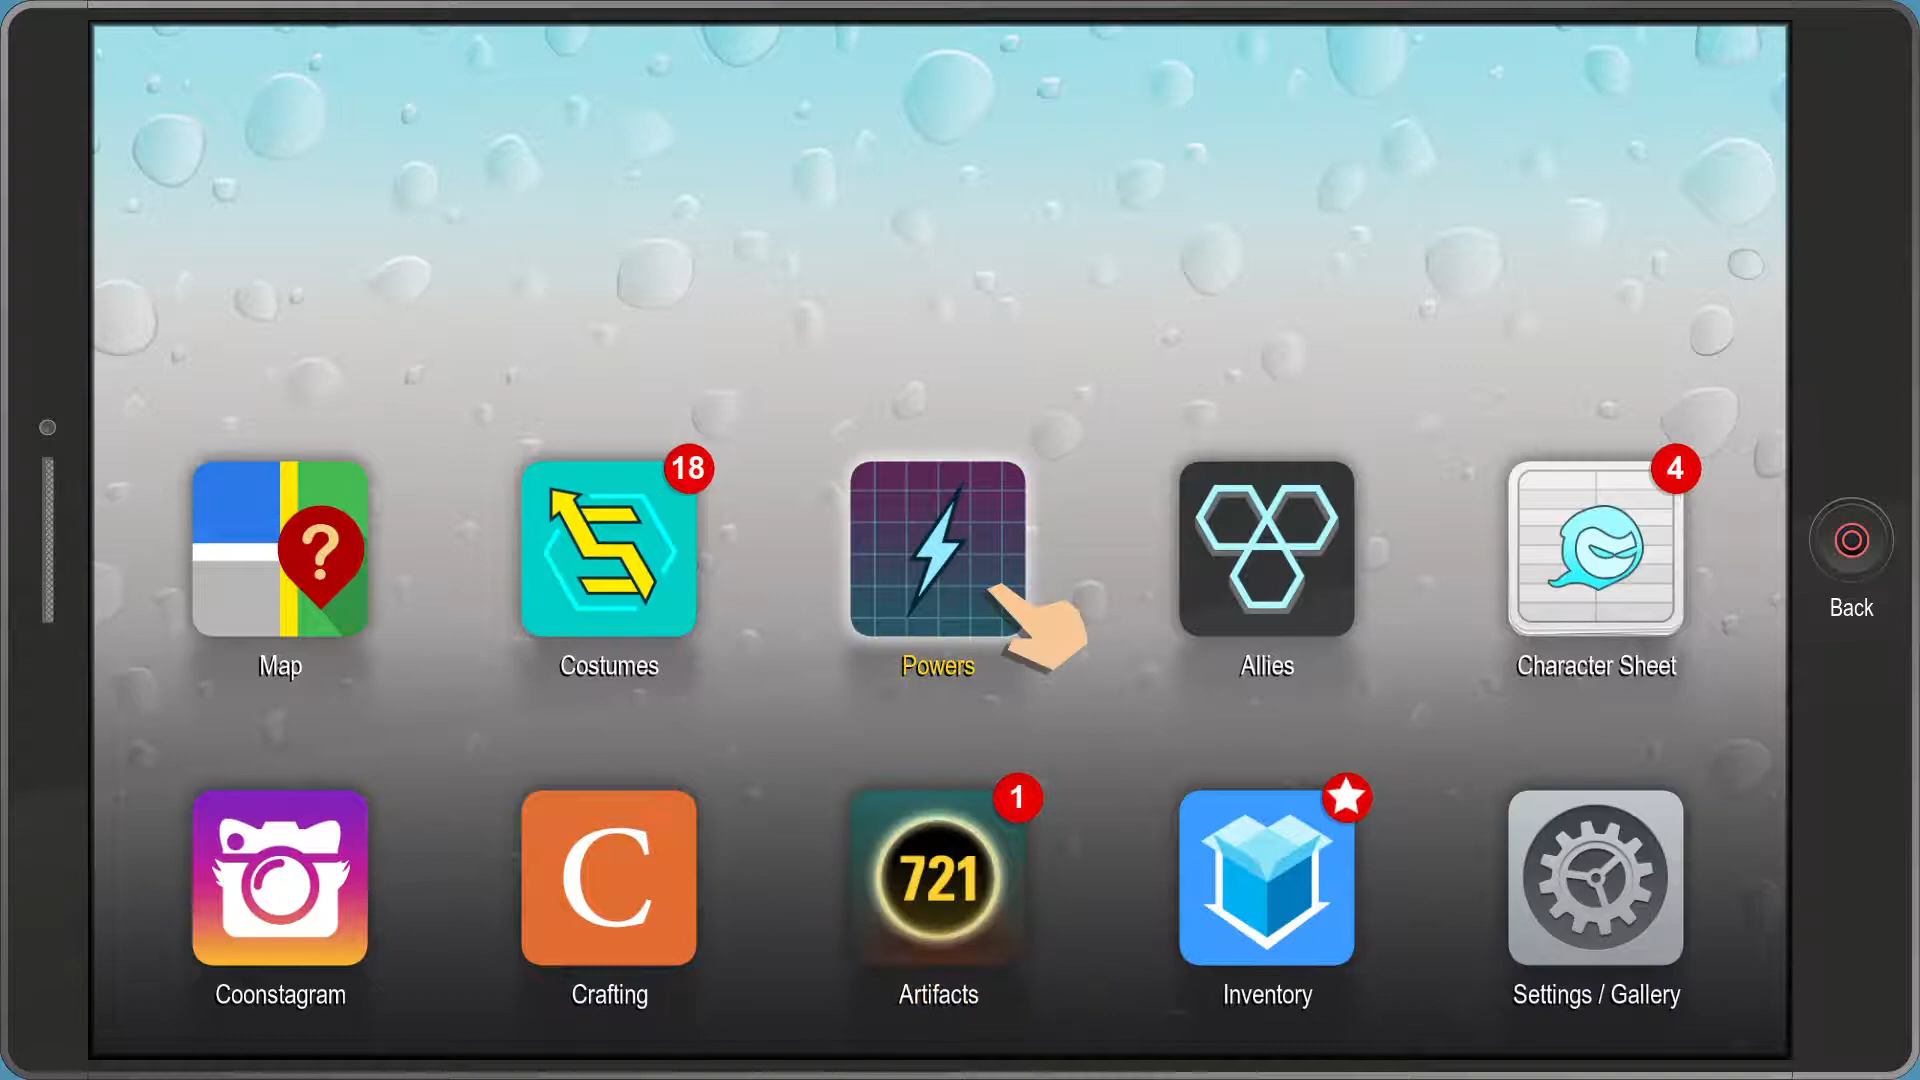 18
4
?
Map
Costumes
Powers
Allies
Character Sheet
Back
1
C
721
Coonstagram
Crafting
Artifacts
Inventory
Settings / Gallery